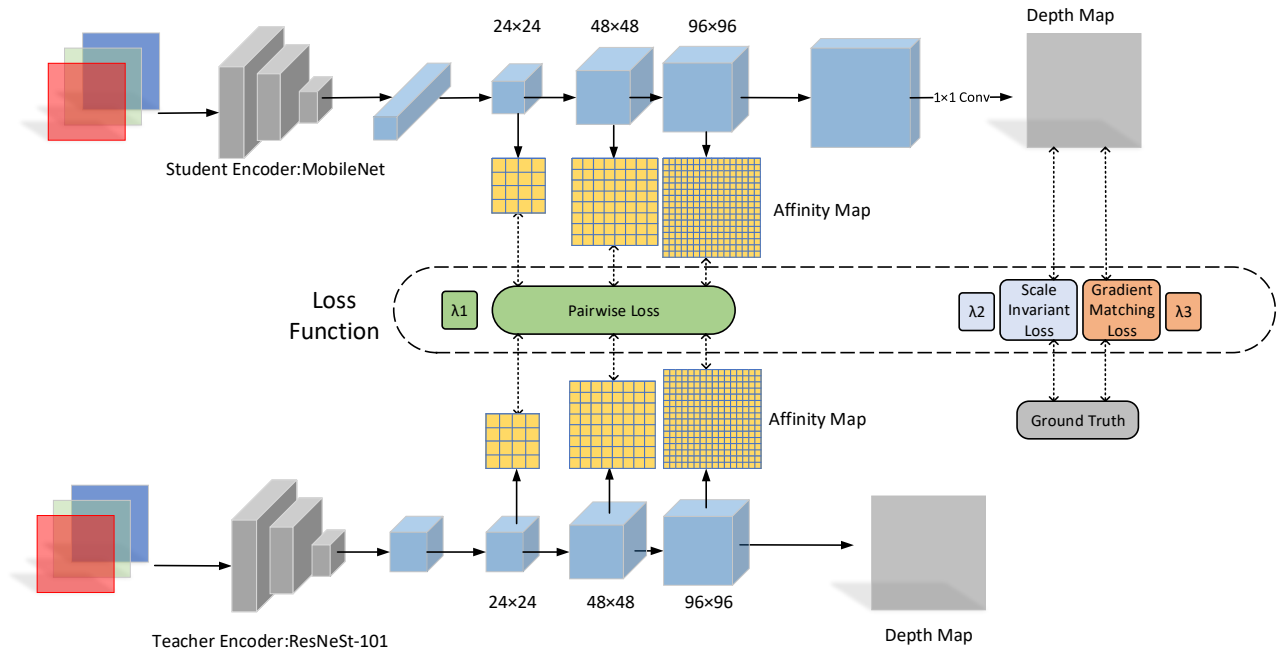 24×24
48×48
96×96
Depth Map
1×1 Conv
Student Encoder:MobileNet
Affinity Map
Loss
Function
λ1
Pairwise Loss
λ2
Scale
Invariant
Loss
Gradient
Matching
Loss
λ3
Affinity Map
Ground Truth
24×24
48×48
96×96
Teacher Encoder:ResNeSt-101
Depth Map